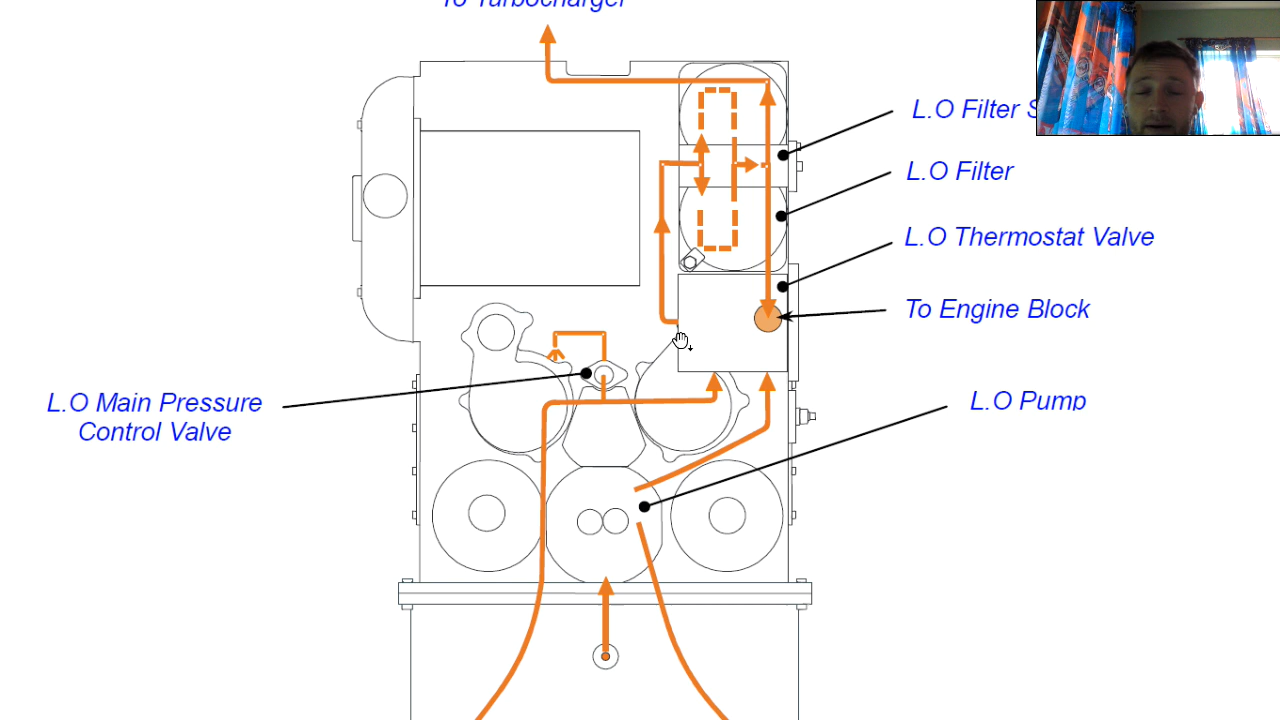 To Turbocharger
L.O Filter
L.O Filter
L.O Thermostat Valve
To Engine Block
L.O Main Pressure
Control Valve
L.O Pump